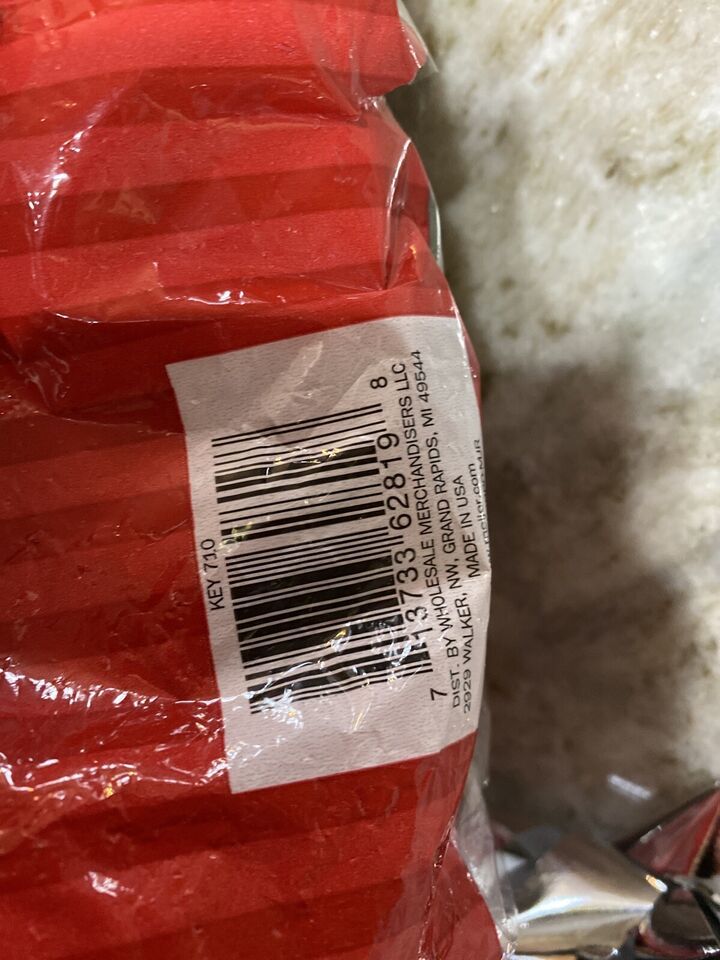 KEY 710
7 13733 62819 8
DIST. BY WHOLESALE MERCHANDISERS LLC
2929 WALKER, NW, GRAND RAPIDS, MI 49544
MADE IN USA